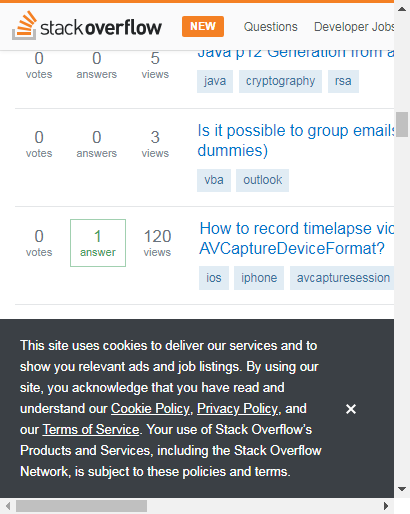 stackoverflow NEW Questions Developer Jobs
0 0 5 Java p12 Generation from a
votes answers views
java cryptography rsa
0 0 3 Is it possible to group emails
votes answers views dummies)
vba outlook
0 1 120 How to record timelapse vic
votes answer views AVCaptureDeviceFormat?
ios iphone avcapturesession
This site uses cookies to deliver our services and to
show you relevant ads and job listings. By using our
site, you acknowledge that you have read and
understand our Cookie Policy, Privacy Policy, and
our Terms of Service. Your use of Stack Overflow's
Products and Services, including the Stack Overflow
Network, is subject to these policies and terms.